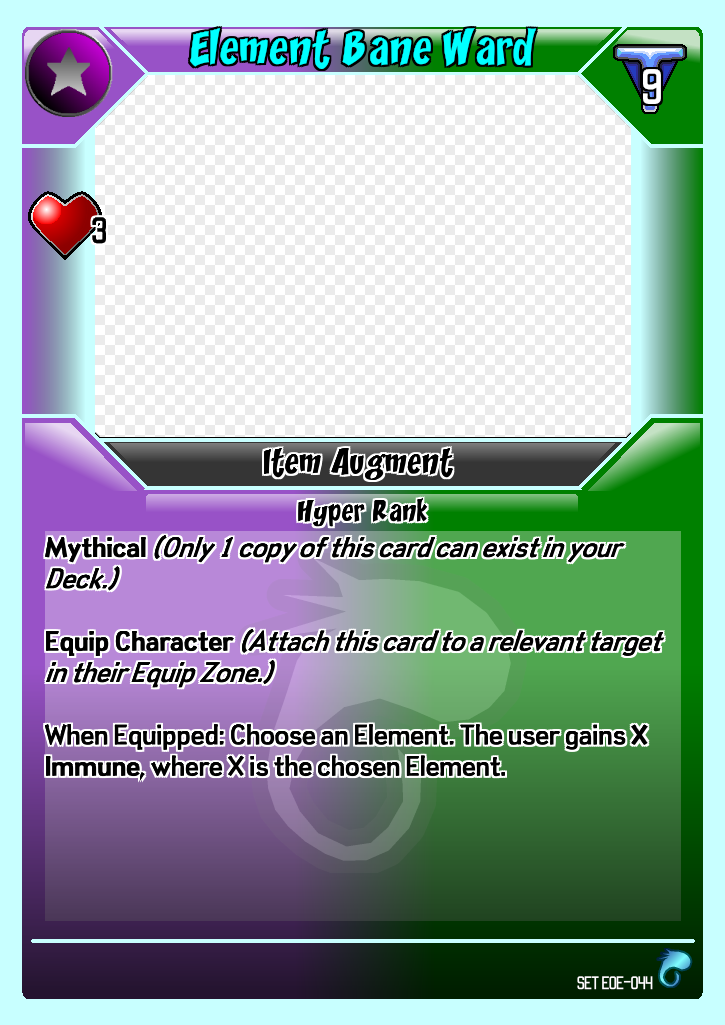 Element Bane Ward
9
3
Item Augment
Hyper Rank
Mythical (Only 1 copy of this card can exist in your
Deck.)
Equip Character (Attach this card to a relevant target
in their Equip Zone.)
When Equipped: Choose an Element. The user gains X
Immune, where X is the chosen Element.
SET EOE-044